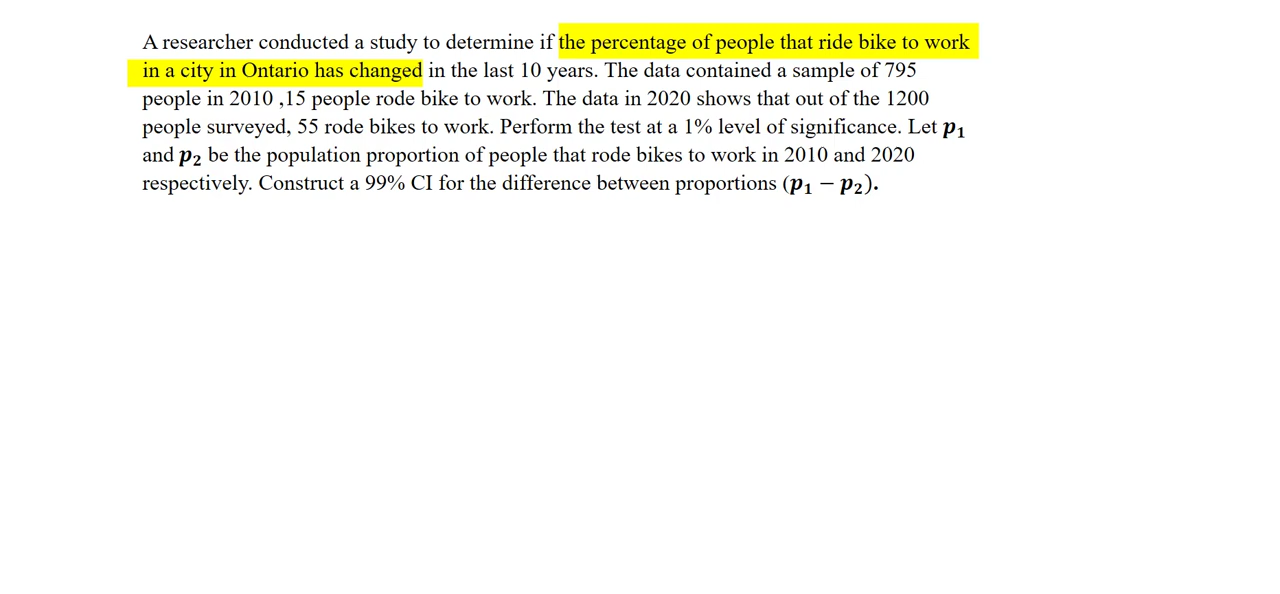 A researcher conducted a study to determine if the percentage of people that ride bike to work
in a city in Ontario has changed in the last 10 years. The data contained a sample of 795
people in 2010 ,15 people rode bike to work. The data in 2020 shows that out of the 1200
people surveyed, 55 rode bikes to work. Perform the test at a 1% level of significance. Let p₁
and p₂ be the population proportion of people that rode bikes to work in 2010 and 2020
respectively. Construct a 99% CI for the difference between proportions (p₁ − p₂).